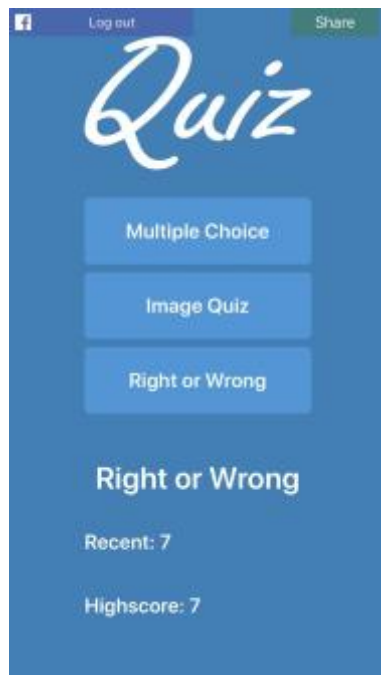 Log out
Share
Quiz
Multiple Choice
Image Quiz
Right or Wrong
Right or Wrong
Recent: 7
Highscore: 7